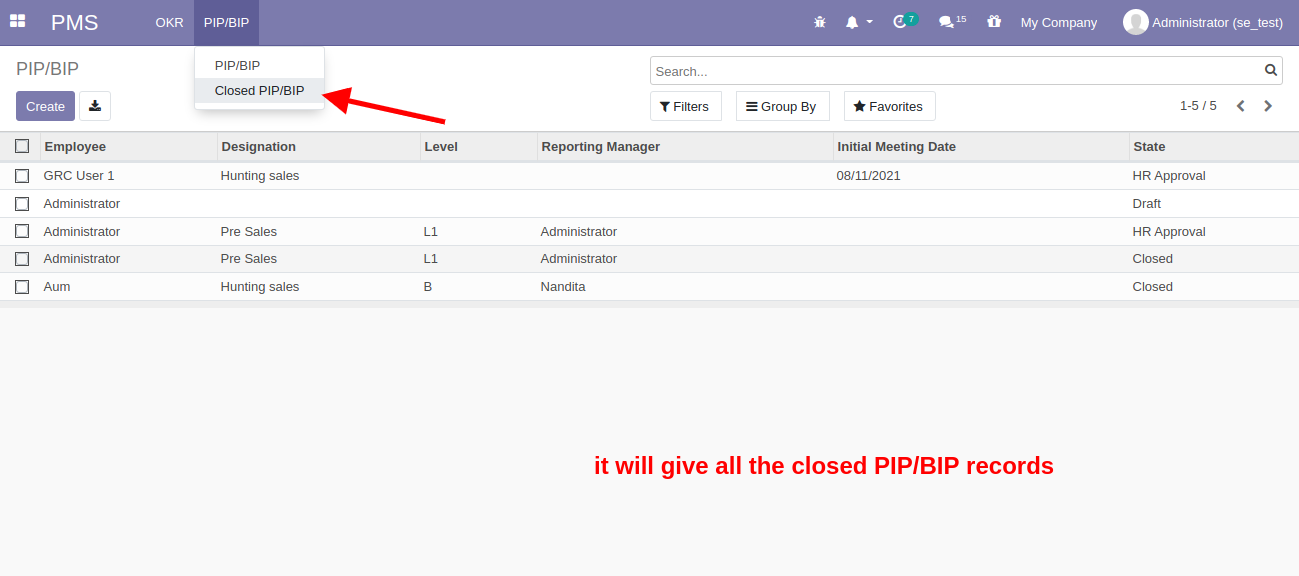 PMS OKR PIP/BIP 7 15 My Company Administrator (se_test)
PIP/BIP
Closed PIP/BIP
PIP/BIP
Search...
Create
Filters Group By Favorites 1-5 / 5
Employee Designation Level Reporting Manager Initial Meeting Date State
GRC User 1 Hunting sales 08/11/2021 HR Approval
Administrator Draft
Administrator Pre Sales L1 Administrator HR Approval
Administrator Pre Sales L1 Administrator Closed
Aum Hunting sales B Nandita Closed
it will give all the closed PIP/BIP records